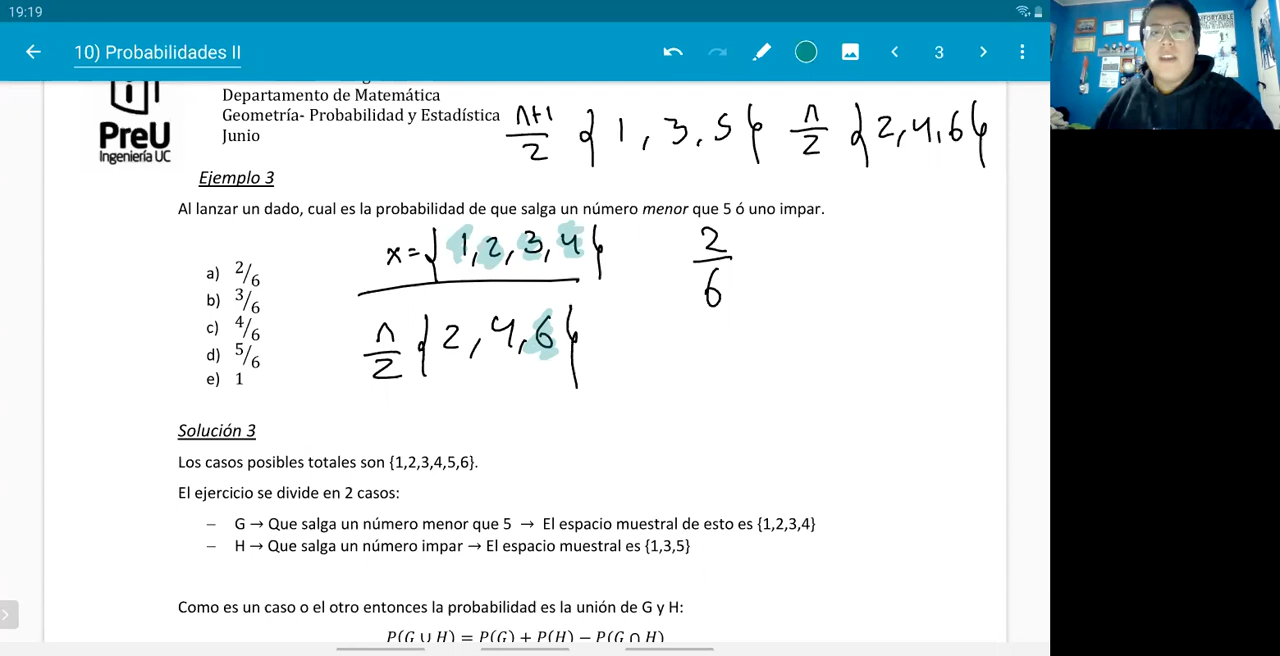 19:19
10) Probabilidades II
3
PreU
Ingeniería UC
Departamento de Matemática
Geometría- Probabilidad y Estadística
Junio
n+1/2 {1, 3, 5} n/2 {2, 4, 6}
Ejemplo 3
Al lanzar un dado, cual es la probabilidad de que salga un número menor que 5 ó uno impar.
x={1, 2, 3, 4}
2/6
a) 2/6
b) 3/6
c) 4/6
d) 5/6
e) 1
n/2 {2, 4, 6}
Solución 3
Los casos posibles totales son {1,2,3,4,5,6}.
El ejercicio se divide en 2 casos:
– G → Que salga un número menor que 5 → El espacio muestral de esto es {1,2,3,4}
– H → Que salga un número impar → El espacio muestral es {1,3,5}
Como es un caso o el otro entonces la probabilidad es la unión de G y H:
P(G ∪ H) = P(G) + P(H) − P(G ∩ H)